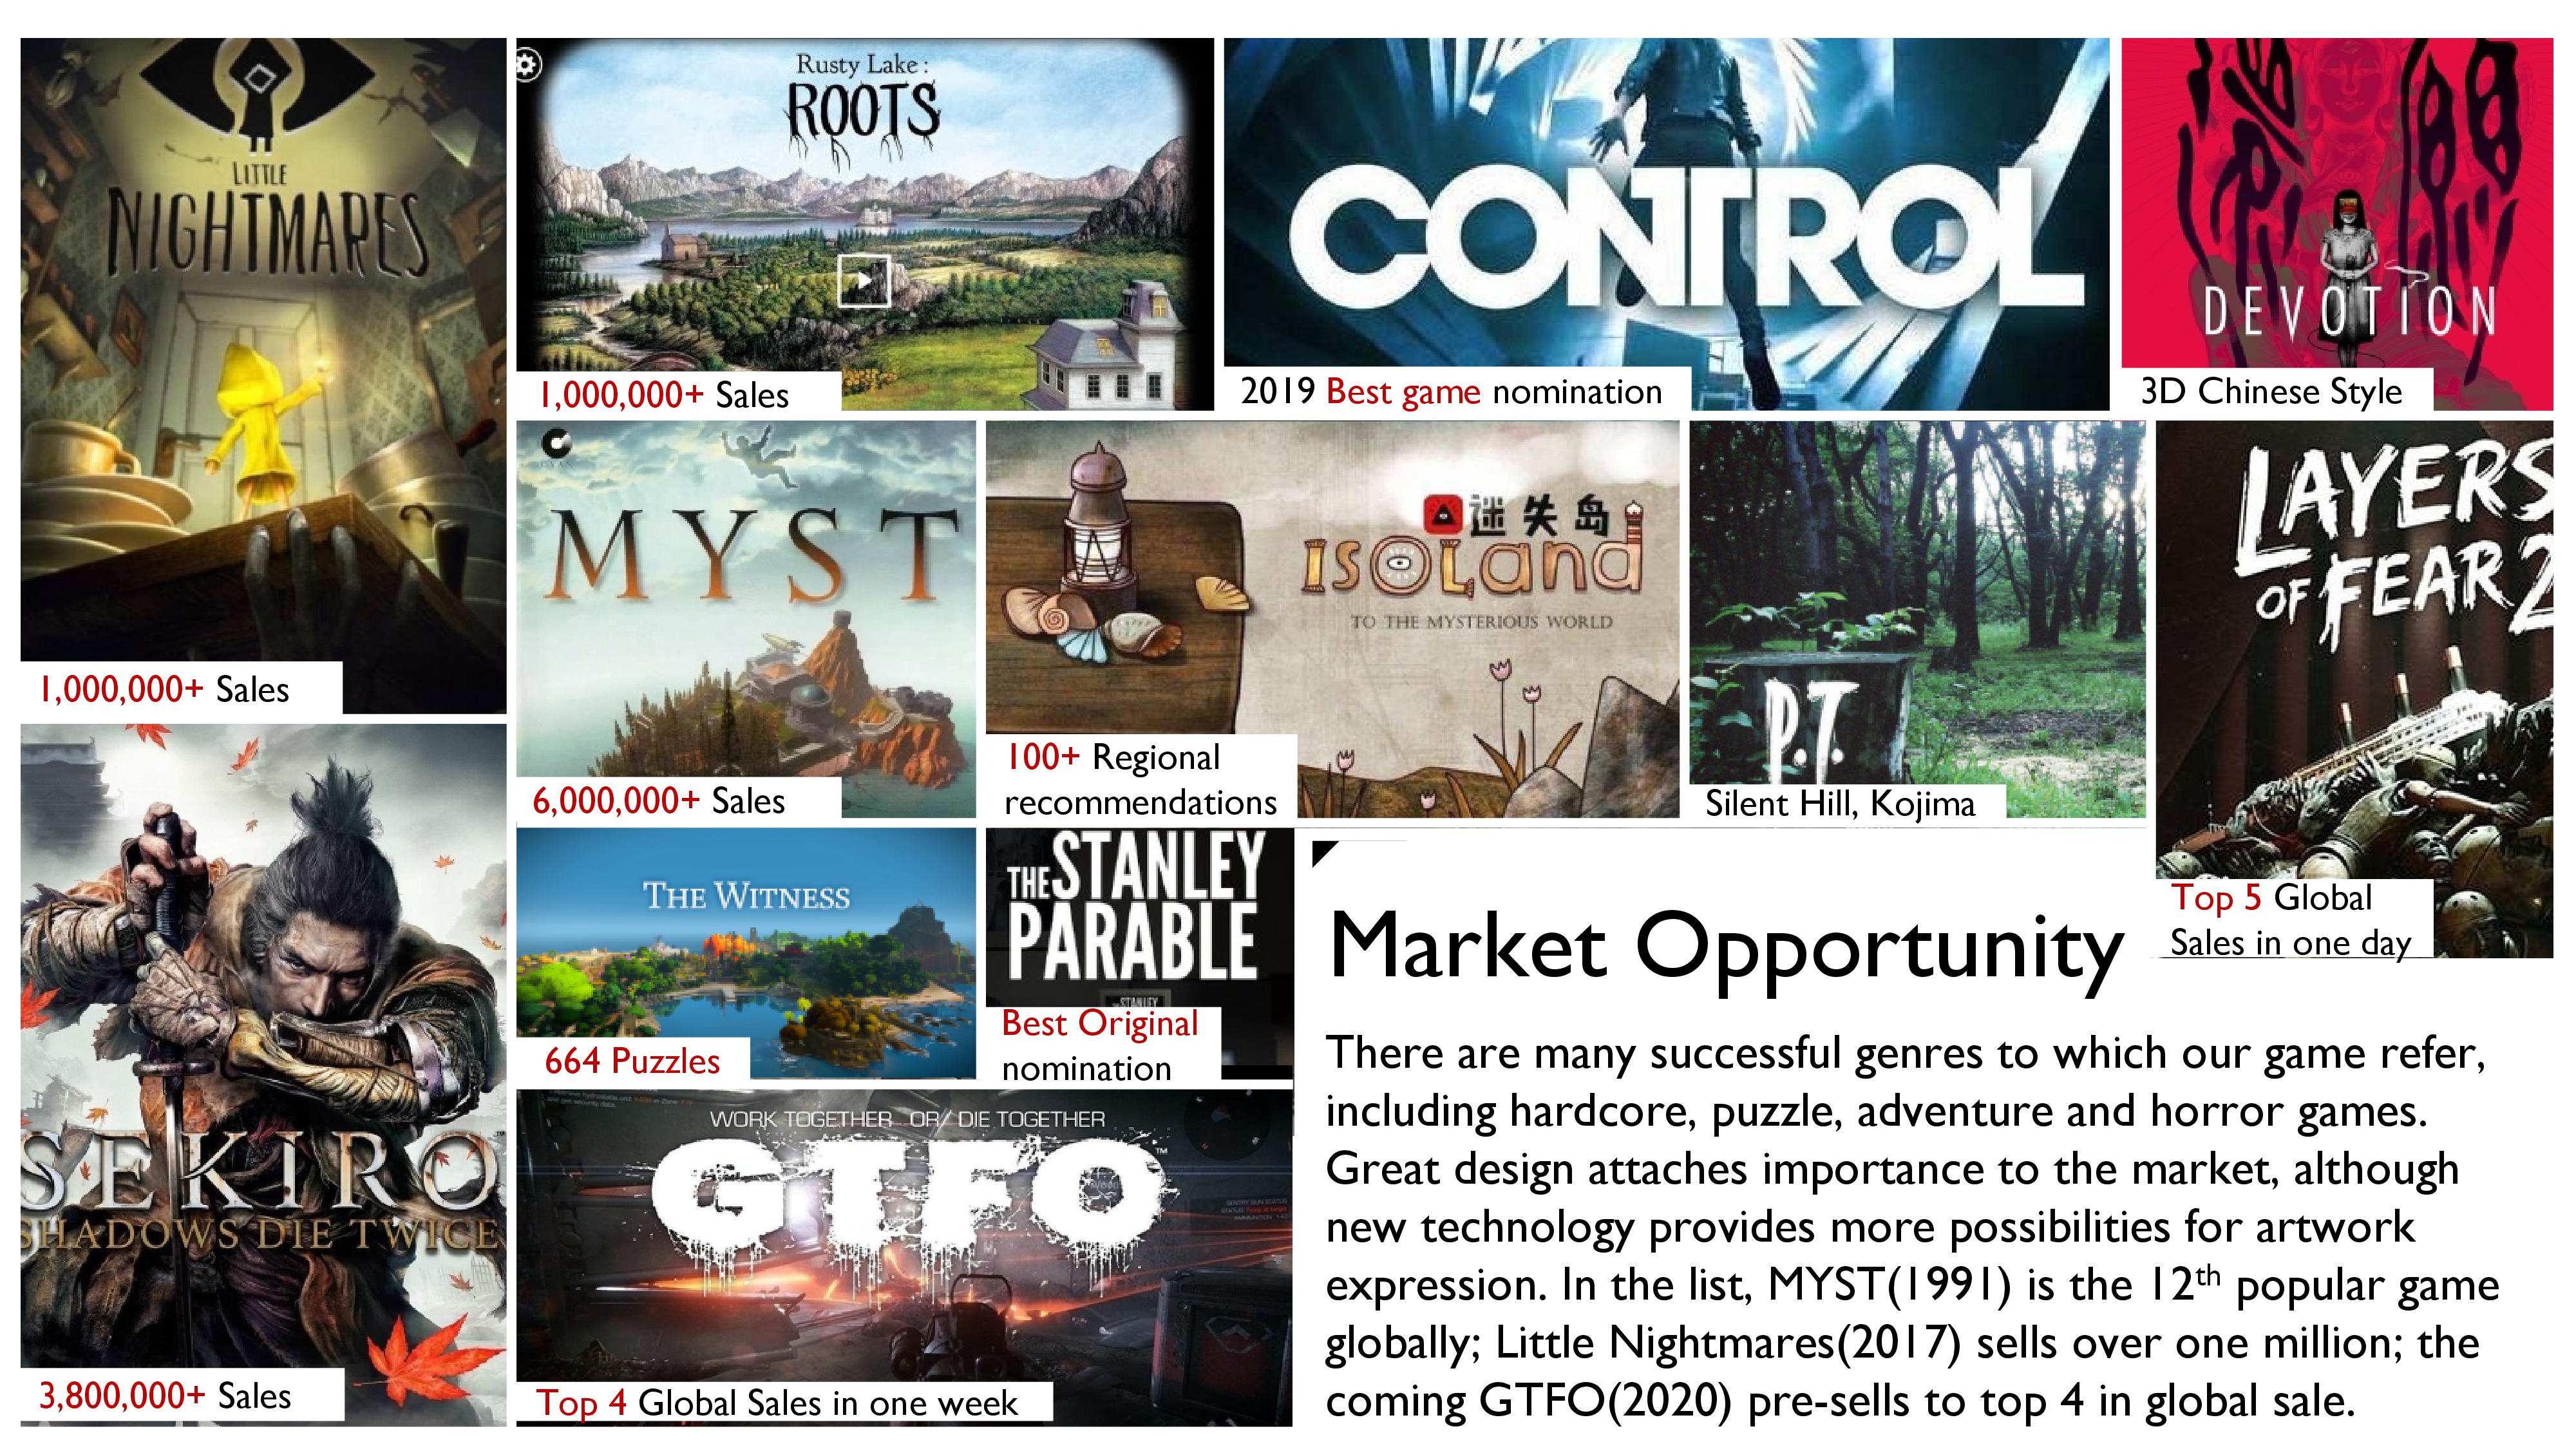 LITTLE
NIGHTMARES
1,000,000+ Sales
Rusty Lake :
ROOTS
1,000,000+ Sales
CONTROL
2019 Best game nomination
DEVOTION
3D Chinese Style
MYST
6,000,000+ Sales
迷失岛
ISOLand
TO THE MYSTERIOUS WORLD
100+ Regional
recommendations
P.T.
Silent Hill, Kojima
LAYERS
OF FEAR 2
Top 5 Global
Sales in one day
SEKIRO
SHADOWS DIE TWICE
3,800,000+ Sales
THE WITNESS
664 Puzzles
THE STANLEY
PARABLE
STANLEY
Best Original
nomination
WORK TOGETHER OR/ DIE TOGETHER
GTFO™
Top 4 Global Sales in one week
Market Opportunity
There are many successful genres to which our game refer,
including hardcore, puzzle, adventure and horror games.
Great design attaches importance to the market, although
new technology provides more possibilities for artwork
expression. In the list, MYST(1991) is the 12th popular game
globally; Little Nightmares(2017) sells over one million; the
coming GTFO(2020) pre-sells to top 4 in global sale.